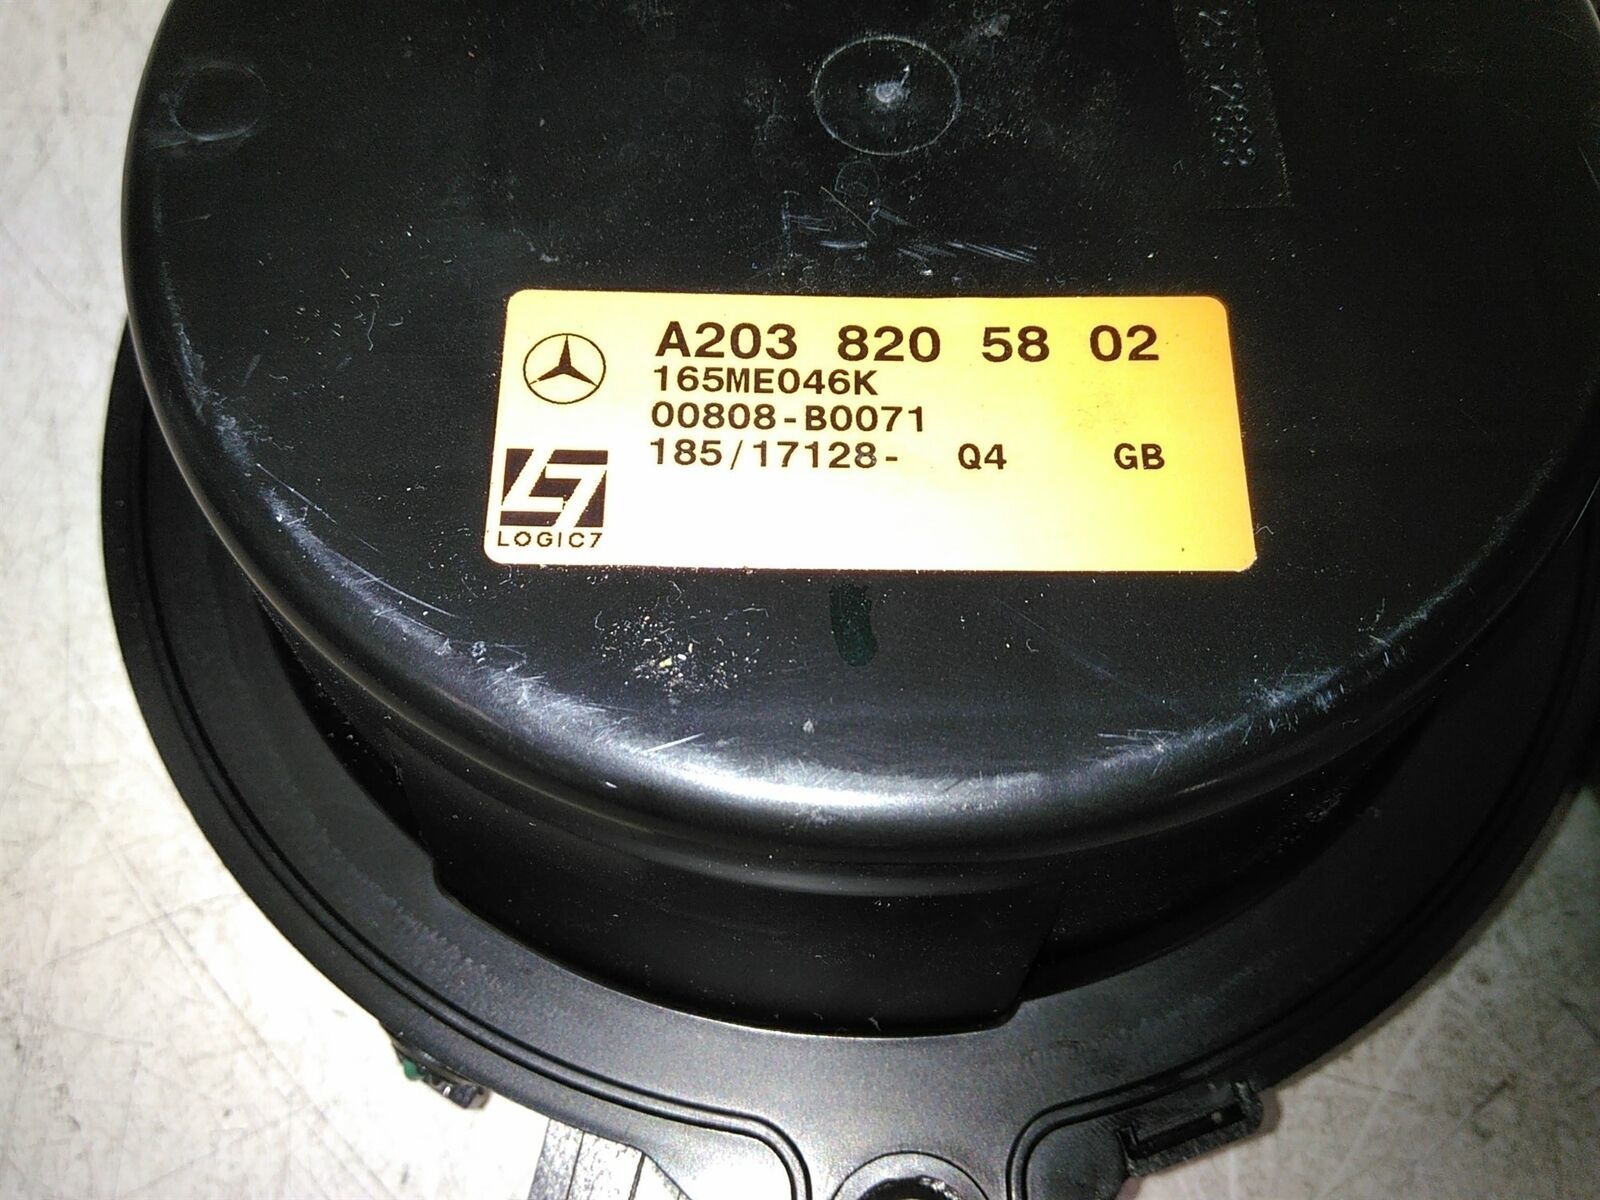 A203 820 58 02
165ME046K
00808-B0071
185/17128- Q4 GB
LOGIC7